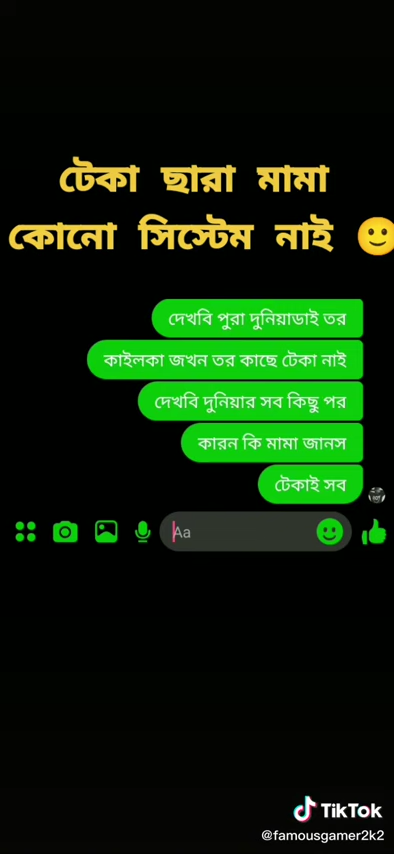 টেকা ছারা মামা
কোনো সিস্টেম নাই 🙂
দেখবি পুরা দুনিয়াডাই তর
কাইলকা জখন তর কাছে টেকা নাই
দেখবি দুনিয়ার সব কিছু পর
কারন কি মামা জানস
টেকাই সব
Aa
TikTok
@famousgamer2k2